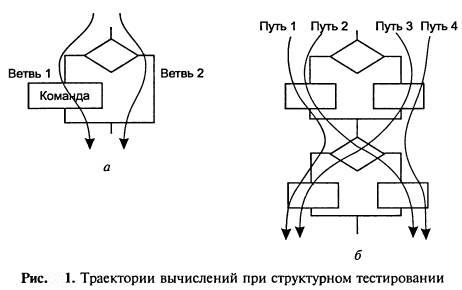 Путь 1 Путь 2 Путь 3 Путь 4
Ветвь 1 Ветвь 2
Команда
а
б
Рис. 1. Траектории вычислений при структурном тестировании